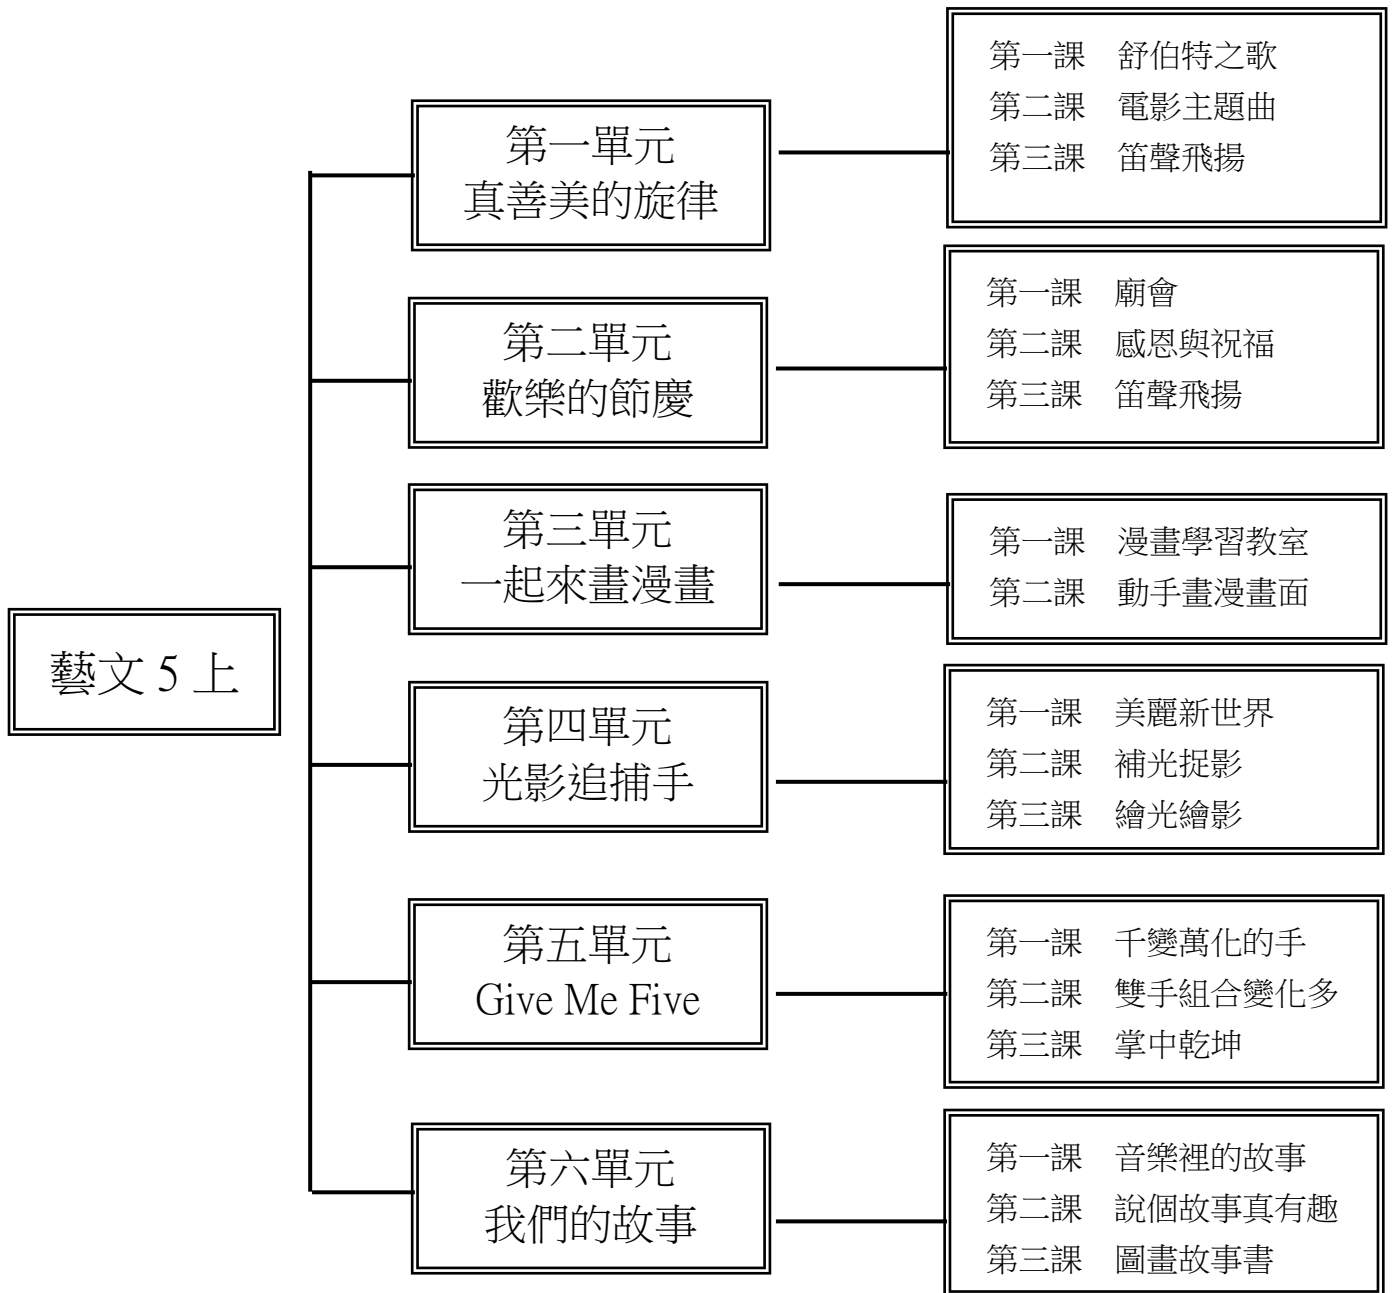 藝文 5 上
第一單元
真善美的旋律
第一課　舒伯特之歌
第二課　電影主題曲
第三課　笛聲飛揚
第二單元
歡樂的節慶
第一課　廟會
第二課　感恩與祝福
第三課　笛聲飛揚
第三單元
一起來畫漫畫
第一課　漫畫學習教室
第二課　動手畫漫畫面
第四單元
光影追捕手
第一課　美麗新世界
第二課　補光捉影
第三課　繪光繪影
第五單元
Give Me Five
第一課　千變萬化的手
第二課　雙手組合變化多
第三課　掌中乾坤
第六單元
我們的故事
第一課　音樂裡的故事
第二課　說個故事真有趣
第三課　圖畫故事書